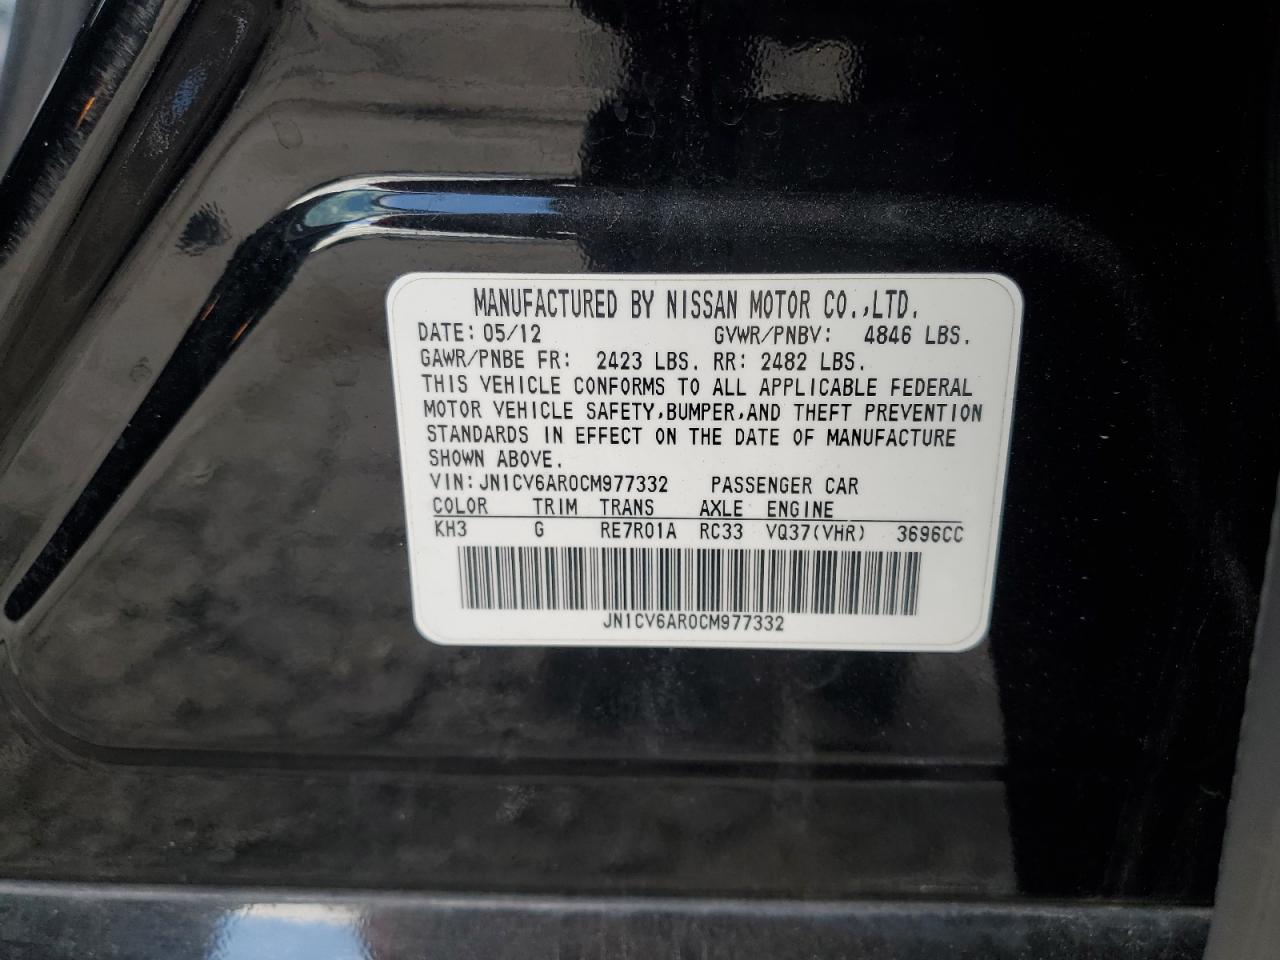 MANUFACTURED BY NISSAN MOTOR CO.,LTD.
DATE: 05/12 GVWR/PNBV: 4846 LBS.
GAWR/PNBE FR: 2423 LBS. RR: 2482 LBS.
THIS VEHICLE CONFORMS TO ALL APPLICABLE FEDERAL
MOTOR VEHICLE SAFETY,BUMPER,AND THEFT PREVENTION
STANDARDS IN EFFECT ON THE DATE OF MANUFACTURE
SHOWN ABOVE.
VIN:JN1CV6AR0CM977332 PASSENGER CAR
COLOR TRIM TRANS AXLE ENGINE
KH3 G RE7R01A RC33 VQ37(VHR) 3696CC
JN1CV6AR0CM977332